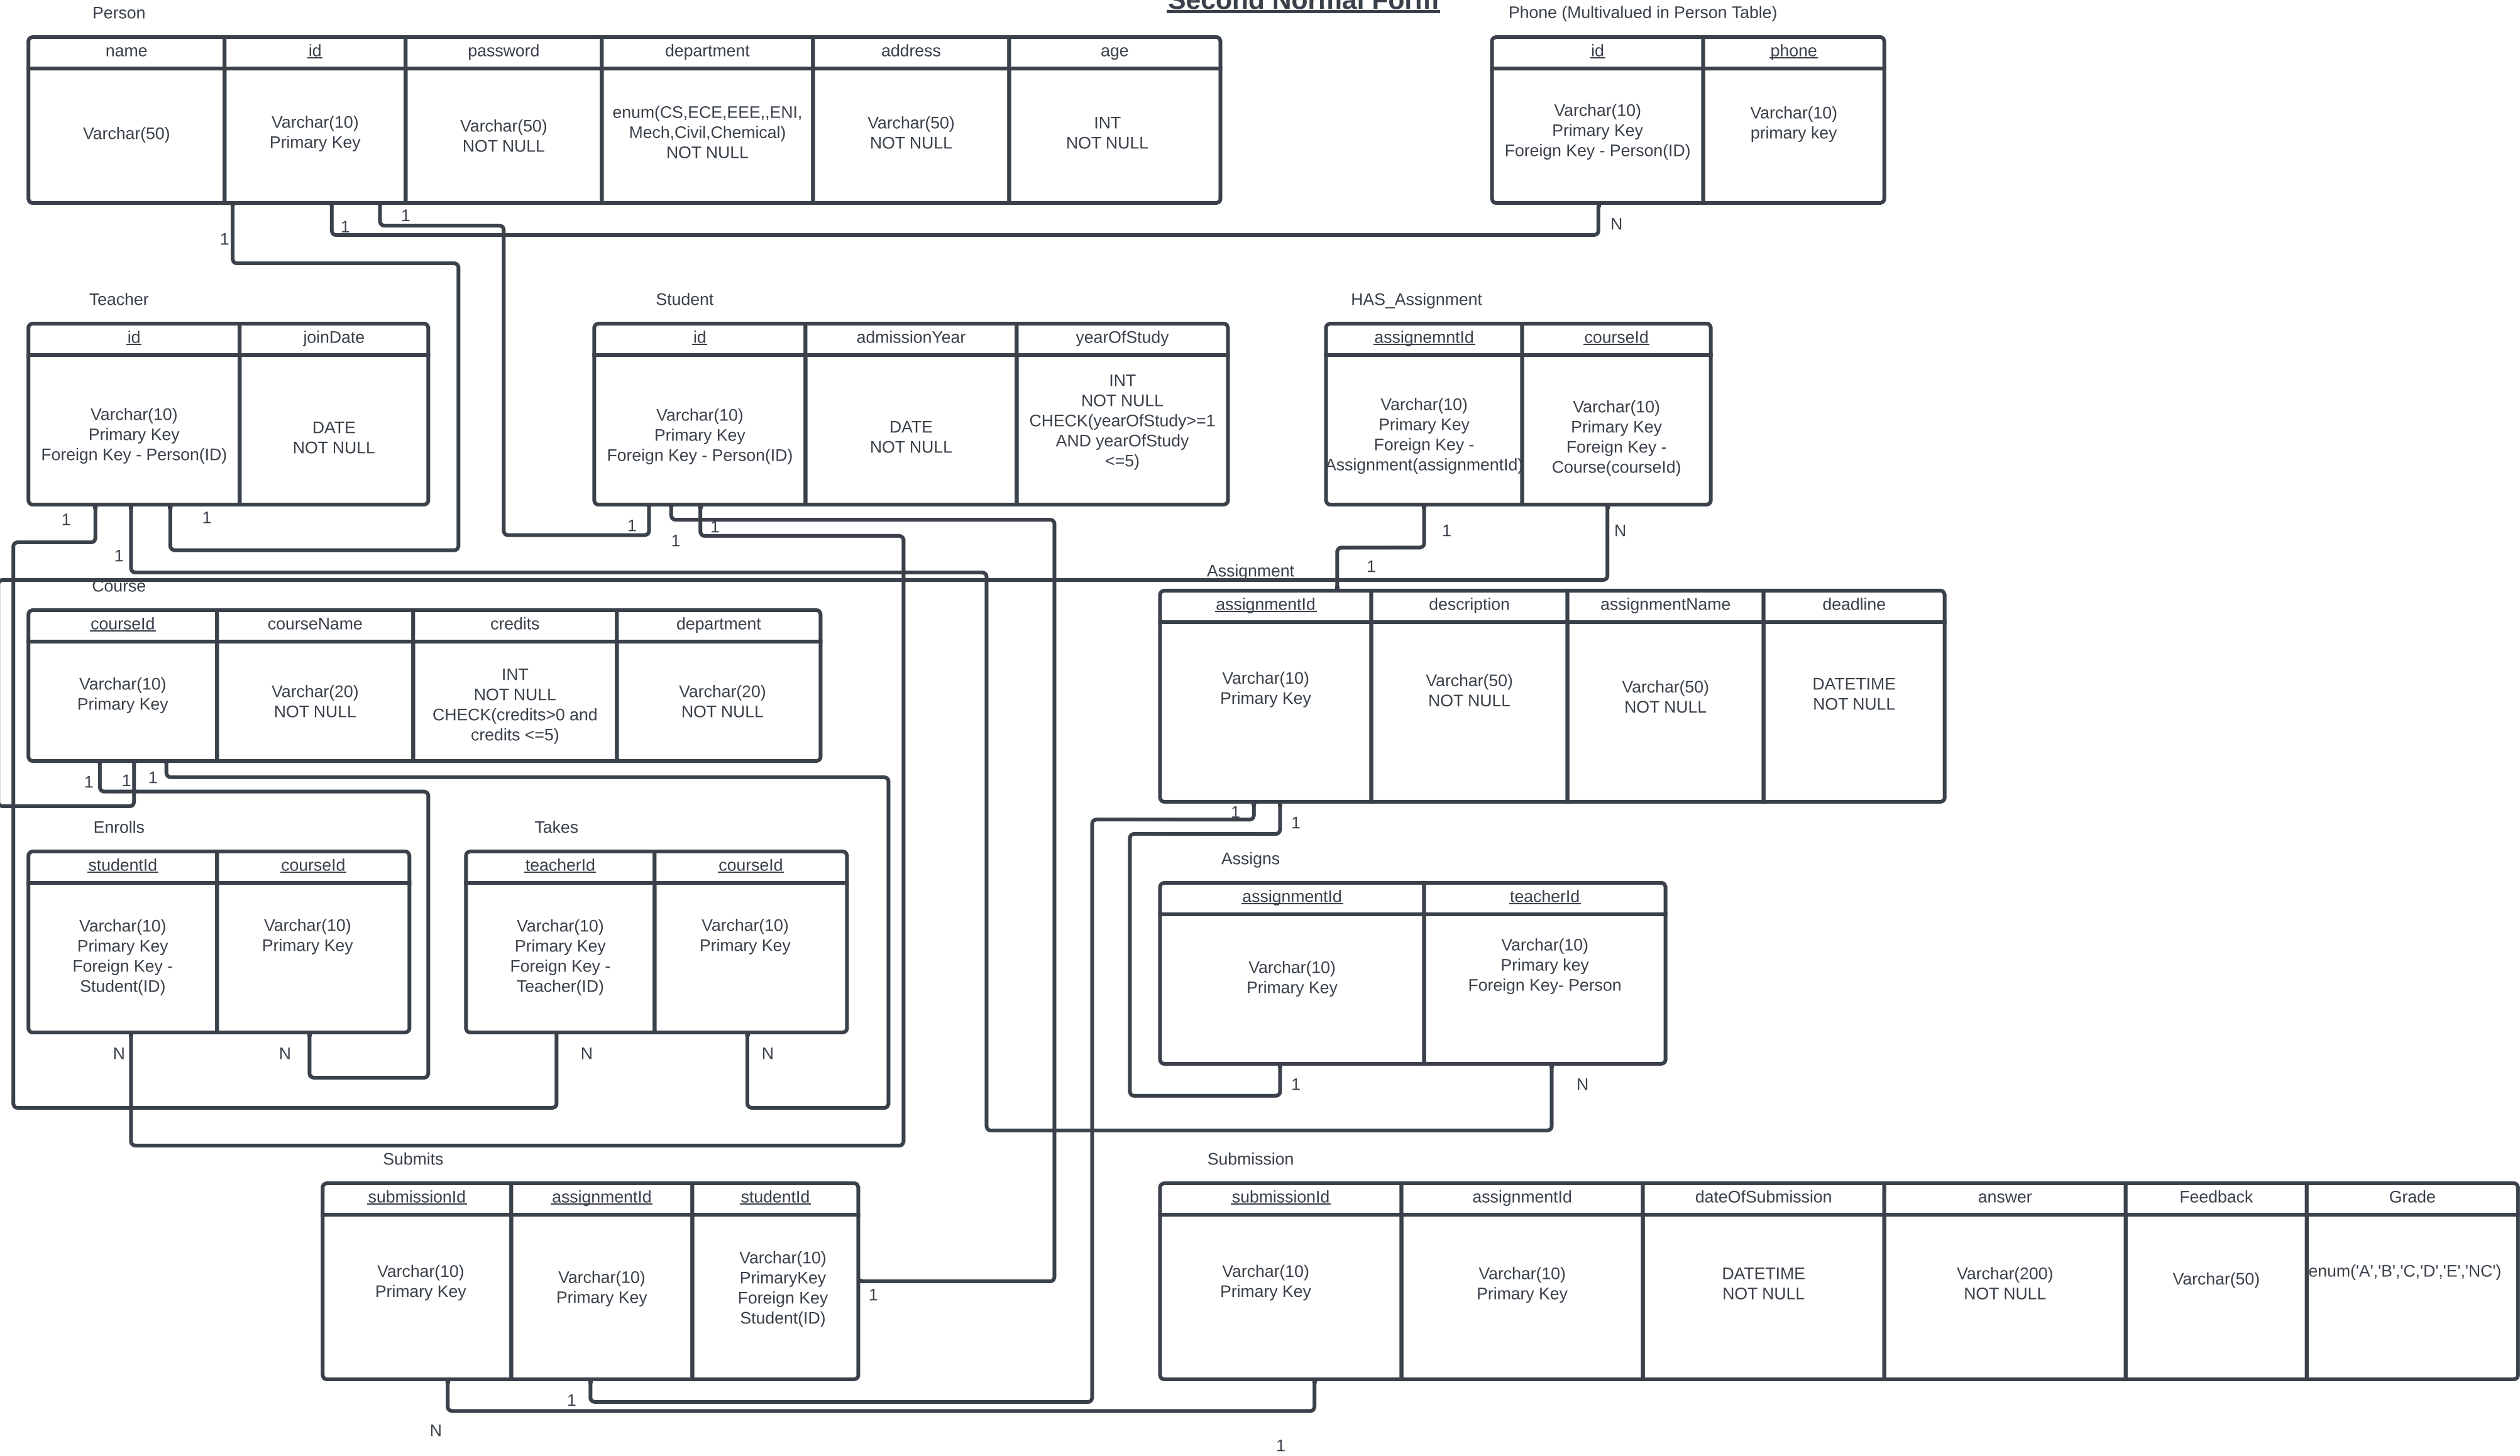 Second Normal Form
Person
Phone (Multivalued in Person Table)
name
id
password
department
address
age
id
phone
Varchar(50)
Varchar(10)
Primary Key
Varchar(50)
NOT NULL
enum(CS,ECE,EEE,,ENI,
Mech,Civil,Chemical)
NOT NULL
Varchar(50)
NOT NULL
INT
NOT NULL
Varchar(10)
Primary Key
Foreign Key - Person(ID)
Varchar(10)
primary key
1
1
1
N
Teacher
Student
HAS_Assignment
id
joinDate
id
admissionYear
yearOfStudy
assignemntId
courseId
Varchar(10)
Primary Key
Foreign Key - Person(ID)
DATE
NOT NULL
Varchar(10)
Primary Key
Foreign Key - Person(ID)
DATE
NOT NULL
INT
NOT NULL
CHECK(yearOfStudy>=1
AND yearOfStudy
<=5)
Varchar(10)
Primary Key
Foreign Key -
Assignment(assignmentId)
Varchar(10)
Primary Key
Foreign Key -
Course(courseId)
1
1
1
1
1
1
1
N
1
Course
Assignment
courseId
courseName
credits
department
assignmentId
description
assignmentName
deadline
Varchar(10)
Primary Key
Varchar(20)
NOT NULL
INT
NOT NULL
CHECK(credits>0 and
credits <=5)
Varchar(20)
NOT NULL
Varchar(10)
Primary Key
Varchar(50)
NOT NULL
Varchar(50)
NOT NULL
DATETIME
NOT NULL
1
1
1
1
1
Enrolls
Takes
Assigns
studentId
courseId
teacherId
courseId
assignmentId
teacherId
Varchar(10)
Primary Key
Foreign Key -
Student(ID)
Varchar(10)
Primary Key
Varchar(10)
Primary Key
Foreign Key -
Teacher(ID)
Varchar(10)
Primary Key
Varchar(10)
Primary Key
Varchar(10)
Primary key
Foreign Key- Person
N
N
N
N
1
N
Submits
Submission
submissionId
assignmentId
studentId
submissionId
assignmentId
dateOfSubmission
answer
Feedback
Grade
Varchar(10)
Primary Key
Varchar(10)
Primary Key
Varchar(10)
PrimaryKey
Foreign Key
Student(ID)
Varchar(10)
Primary Key
Varchar(10)
Primary Key
DATETIME
NOT NULL
Varchar(200)
NOT NULL
Varchar(50)
enum('A','B','C,'D','E','NC')
1
1
N
1